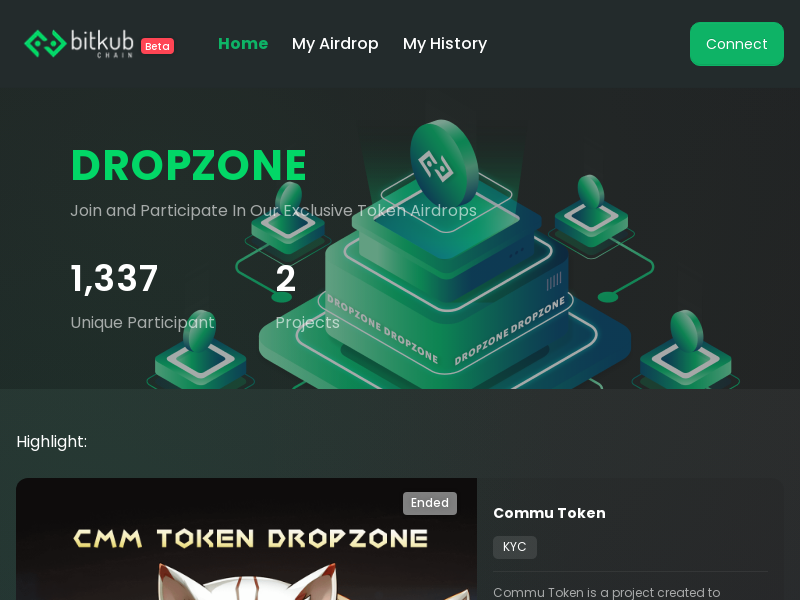 bitkub
CHAIN
Beta
Home
My Airdrop
My History
Connect
DROPZONE
Join and Participate In Our Exclusive Token Airdrops
1,337
2
Unique Participant
Projects
DROPZONE DROPZONE
DROPZONE DROPZONE
Highlight:
Ended
CMM TOKEN DROPZONE
Commu Token
KYC
Commu Token is a project created to